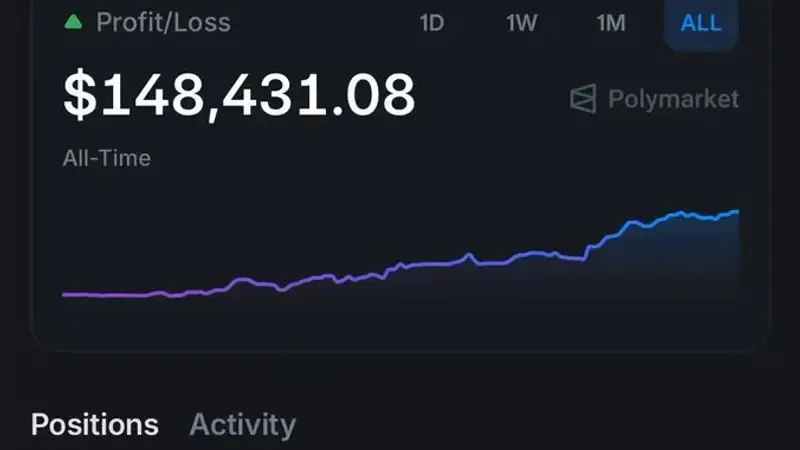 Profit/Loss 1D 1W 1M ALL
$148,431.08
Polymarket
All-Time
Positions Activity